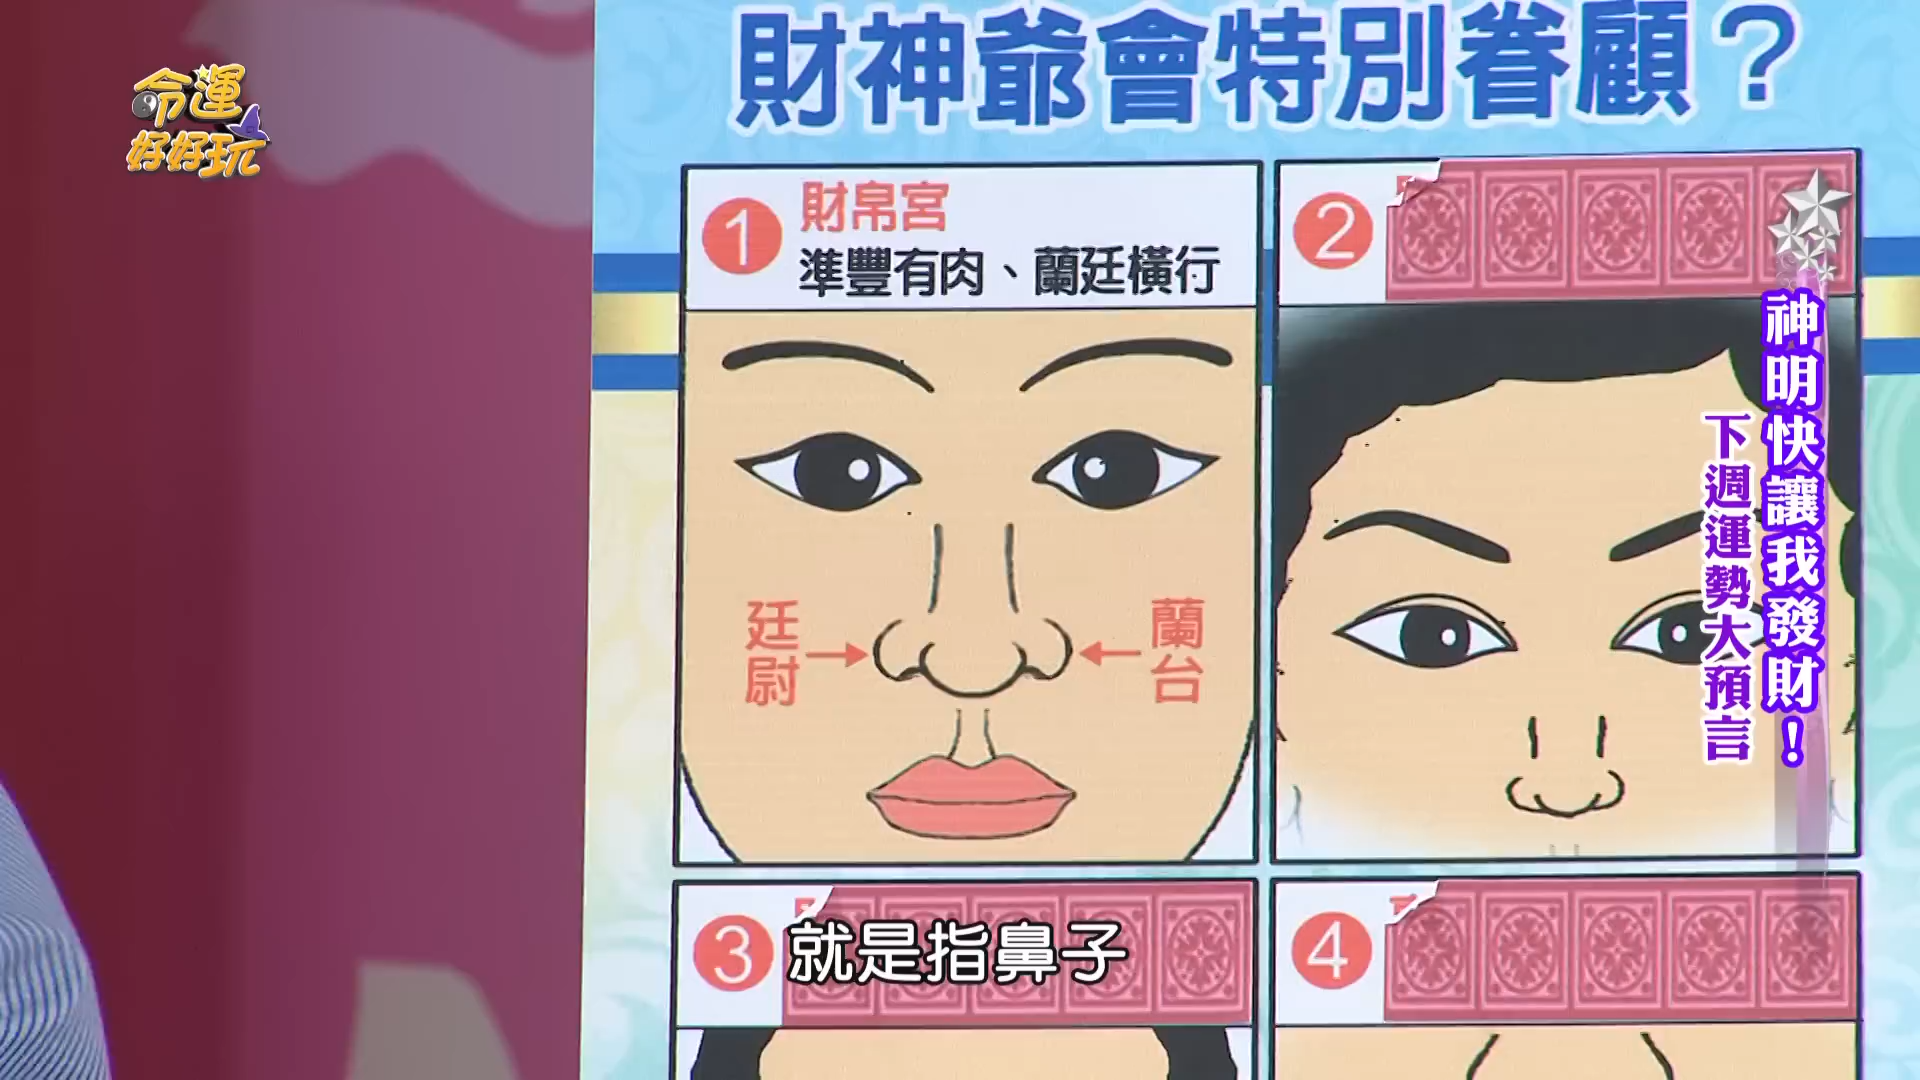 命運
好好玩
財神爺會特別眷顧？
1 財帛宮
準豐有肉、蘭廷橫行
廷尉
蘭台
2
3
4
神明快讓我發財！
下週運勢大預言
就是指鼻子